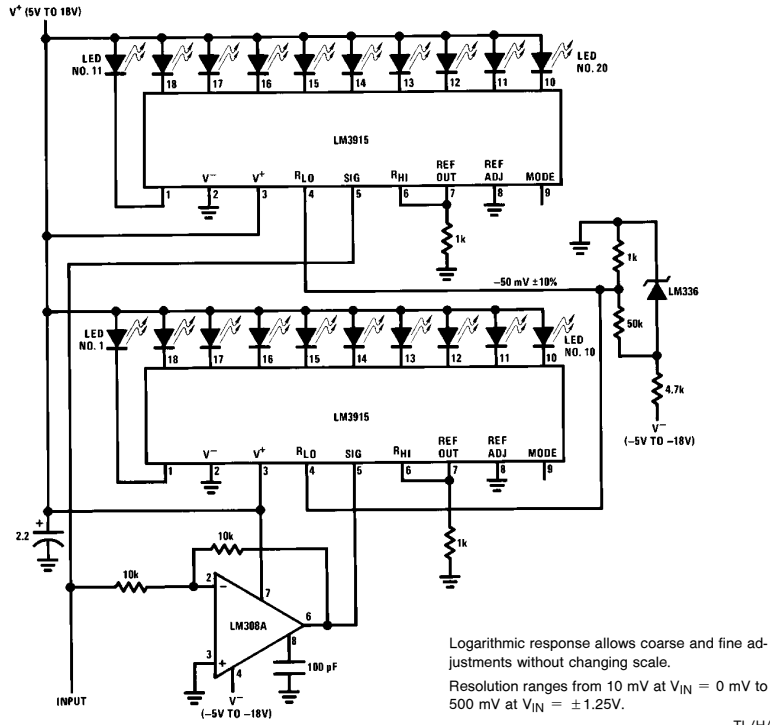 V+ (5V TO 18V)
LED NO. 11
LED NO. 20
18 17 16 15 14 13 12 11 10
LM3915
V− V+ RLO SIG RHI REF OUT REF ADJ MODE
1 2 3 4 5 6 7 8 9
1k
−50 mV ±10%
1k
LM336
50k
4.7k
V−
(−5V TO −18V)
LED NO. 1
LED NO. 10
18 17 16 15 14 13 12 11 10
LM3915
V− V+ RLO SIG RHI REF OUT REF ADJ MODE
1 2 3 4 5 6 7 8 9
1k
+
2.2
10k
10k
2 − 7
LM308A 6
3 + 4 8
100 pF
V−
(−5V TO −18V)
INPUT
Logarithmic response allows coarse and fine ad-
justments without changing scale.
Resolution ranges from 10 mV at VIN = 0 mV to
500 mV at VIN = ±1.25V.